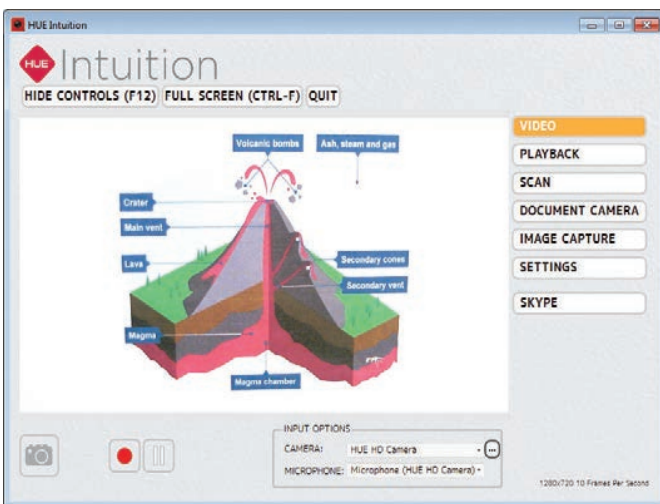 HUE Intuition
HUE Intuition
HIDE CONTROLS (F12) FULL SCREEN (CTRL-F) QUIT
VIDEO
PLAYBACK
SCAN
DOCUMENT CAMERA
IMAGE CAPTURE
SETTINGS
SKYPE
Volcanic bombs
Ash, steam and gas
Crater
Main vent
Lava
Secondary cones
Secondary vent
Magma
Magma chamber
INPUT OPTIONS
CAMERA: HUE HD Camera ...
MICROPHONE: Microphone (HUE HD Camera)
1280x720 10 Frames Per Second